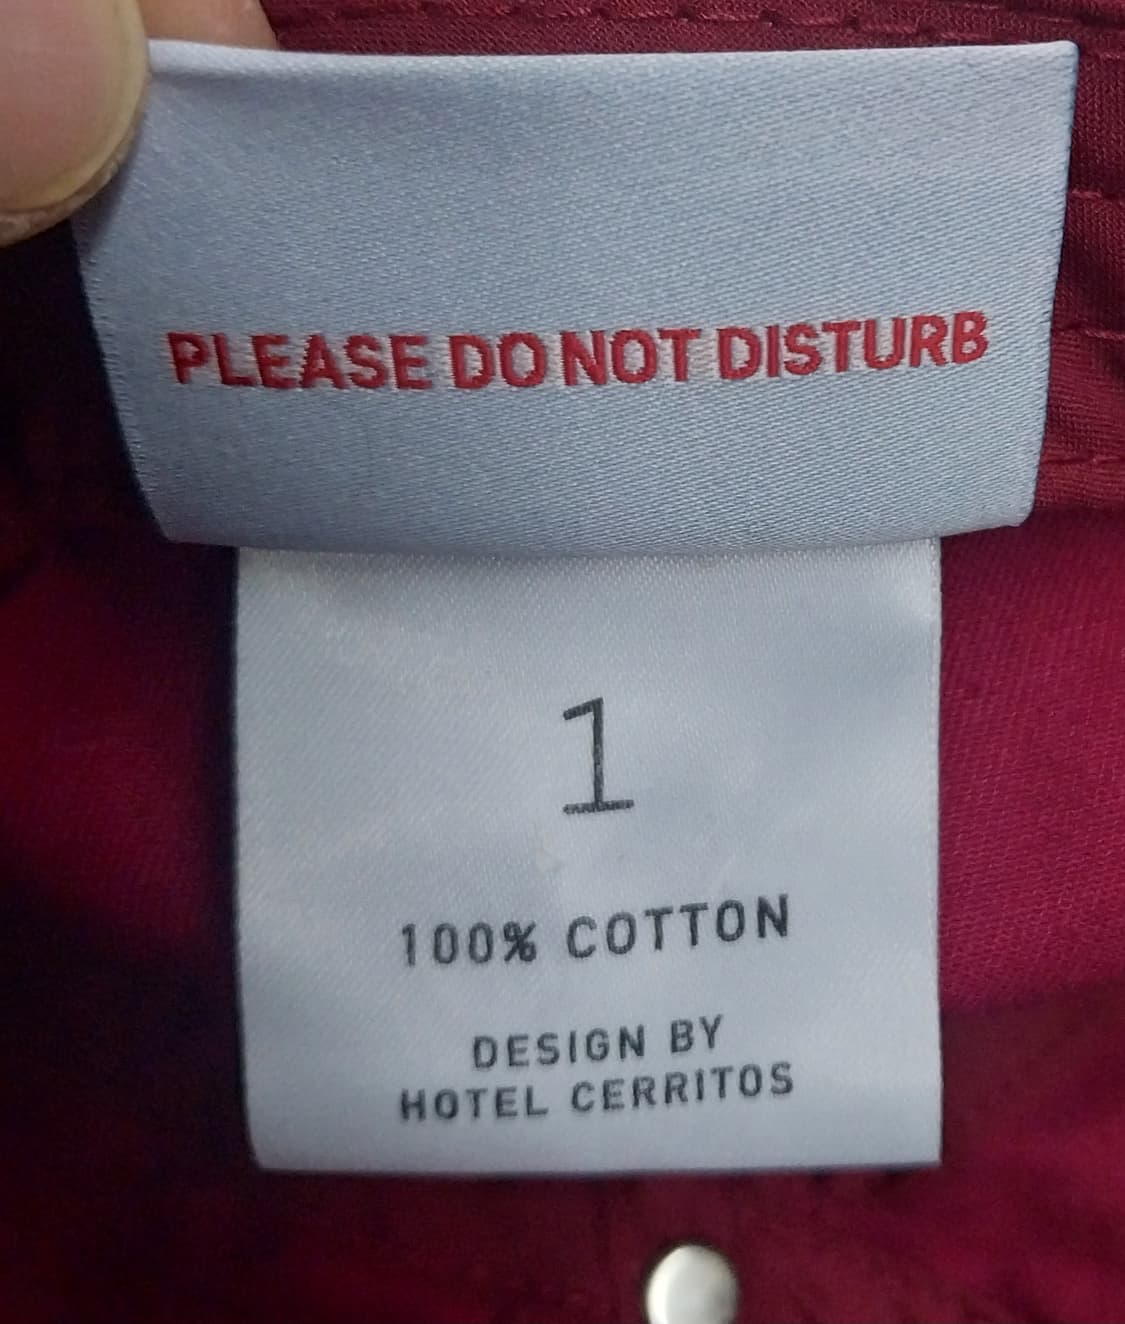 PLEASE DO NOT DISTURB
1
100% COTTON
DESIGN BY
HOTEL CERRITOS